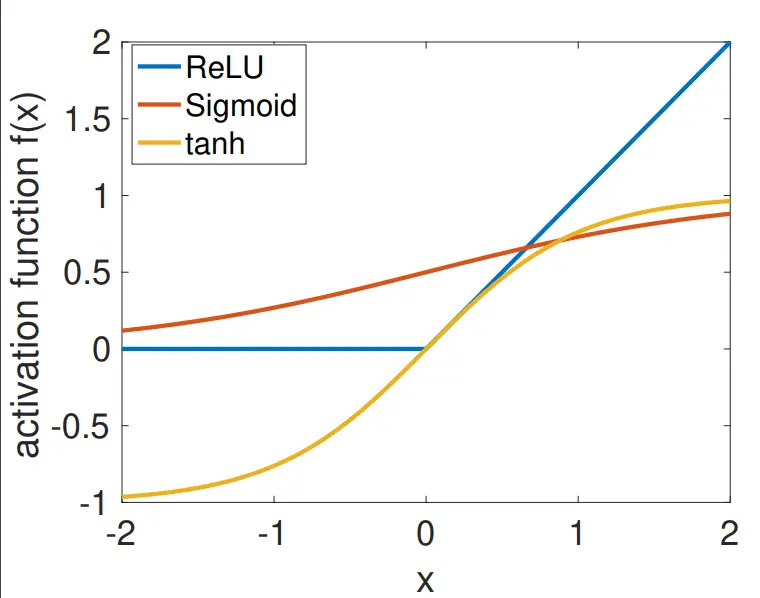 ReLU
Sigmoid
tanh
activation function f(x)
2
1.5
1
0.5
0
-0.5
-1
-2 -1 0 1 2
x